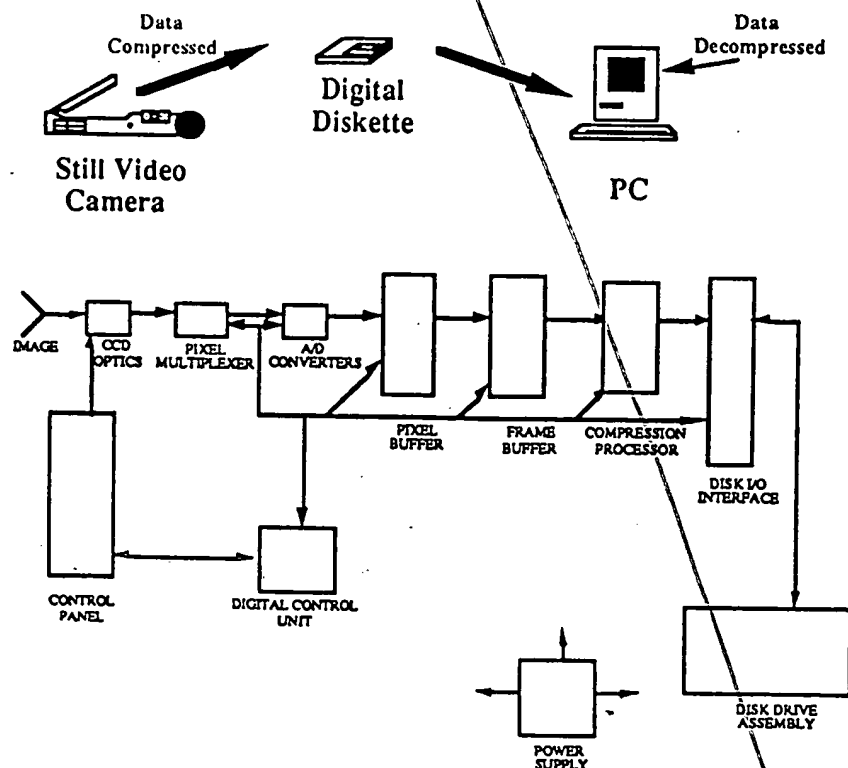 Data
Compressed
Data
Decompressed
Digital
Diskette
Still Video
Camera
PC
IMAGE
CCD
OPTICS
PIXEL
MULTIPLEXER
A/D
CONVERTERS
PIXEL
BUFFER
FRAME
BUFFER
COMPRESSION
PROCESSOR
DISK I/O
INTERFACE
CONTROL
PANEL
DIGITAL CONTROL
UNIT
DISK DRIVE
ASSEMBLY
POWER
SUPPLY